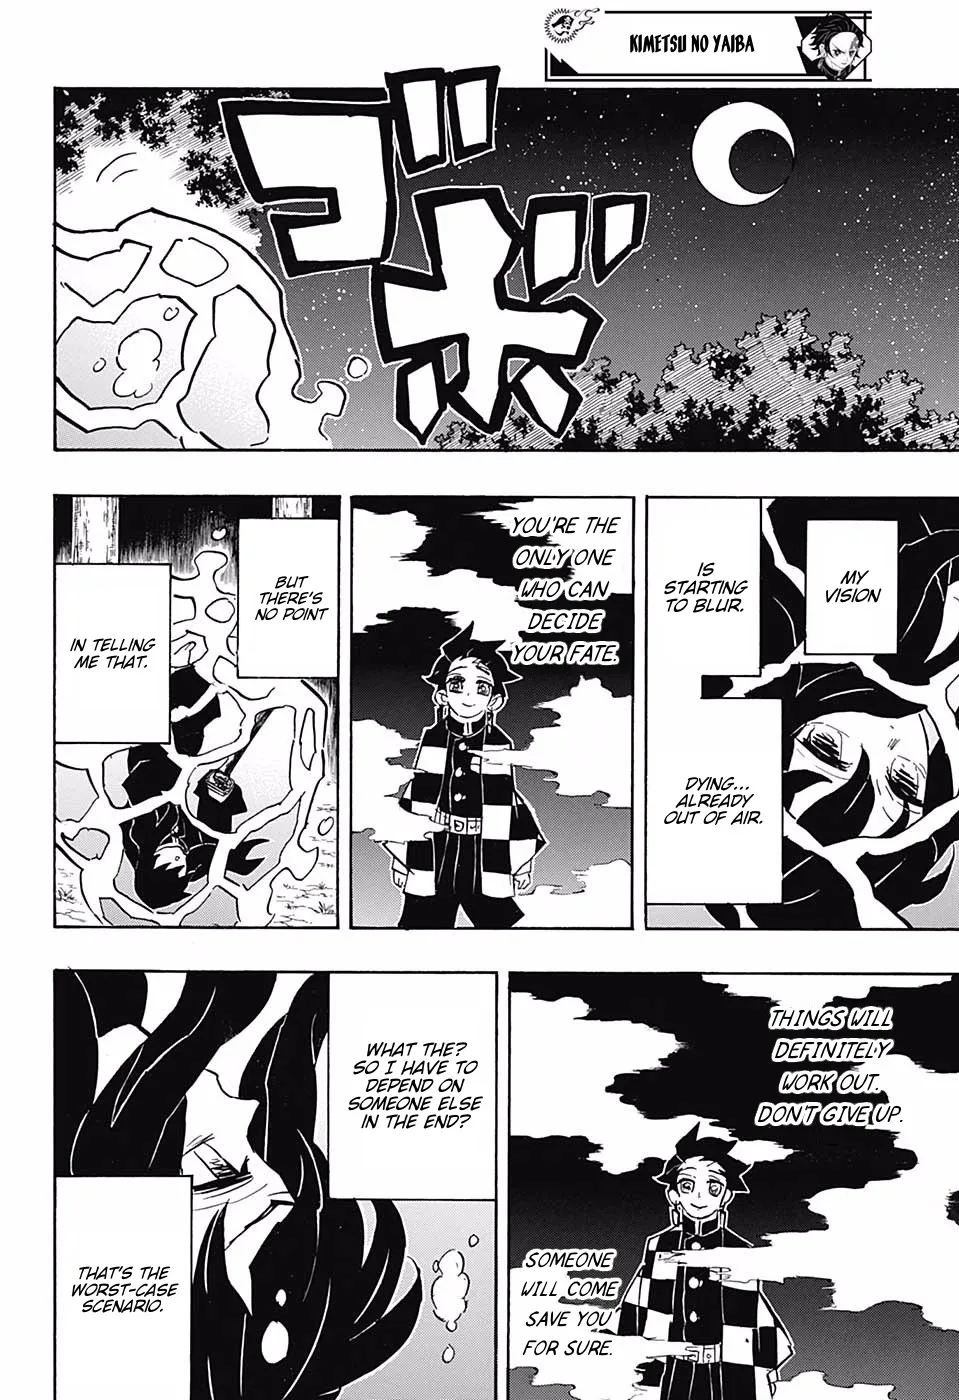 KIMETSU NO YAIBA
ゴボッ
MY
VISION
IS
STARTING
TO BLUR.
DYING...
ALREADY
OUT OF AIR.
YOU'RE THE
ONLY ONE
WHO CAN
DECIDE
YOUR FATE.
BUT
THERE'S
NO POINT
IN TELLING
ME THAT.
THINGS WILL
DEFINITELY
WORK OUT.
DON'T GIVE UP.
SOMEONE
WILL COME
SAVE YOU
FOR SURE.
WHAT THE?
SO I HAVE TO
DEPEND ON
SOMEONE ELSE
IN THE END?
THAT'S THE
WORST-CASE
SCENARIO.